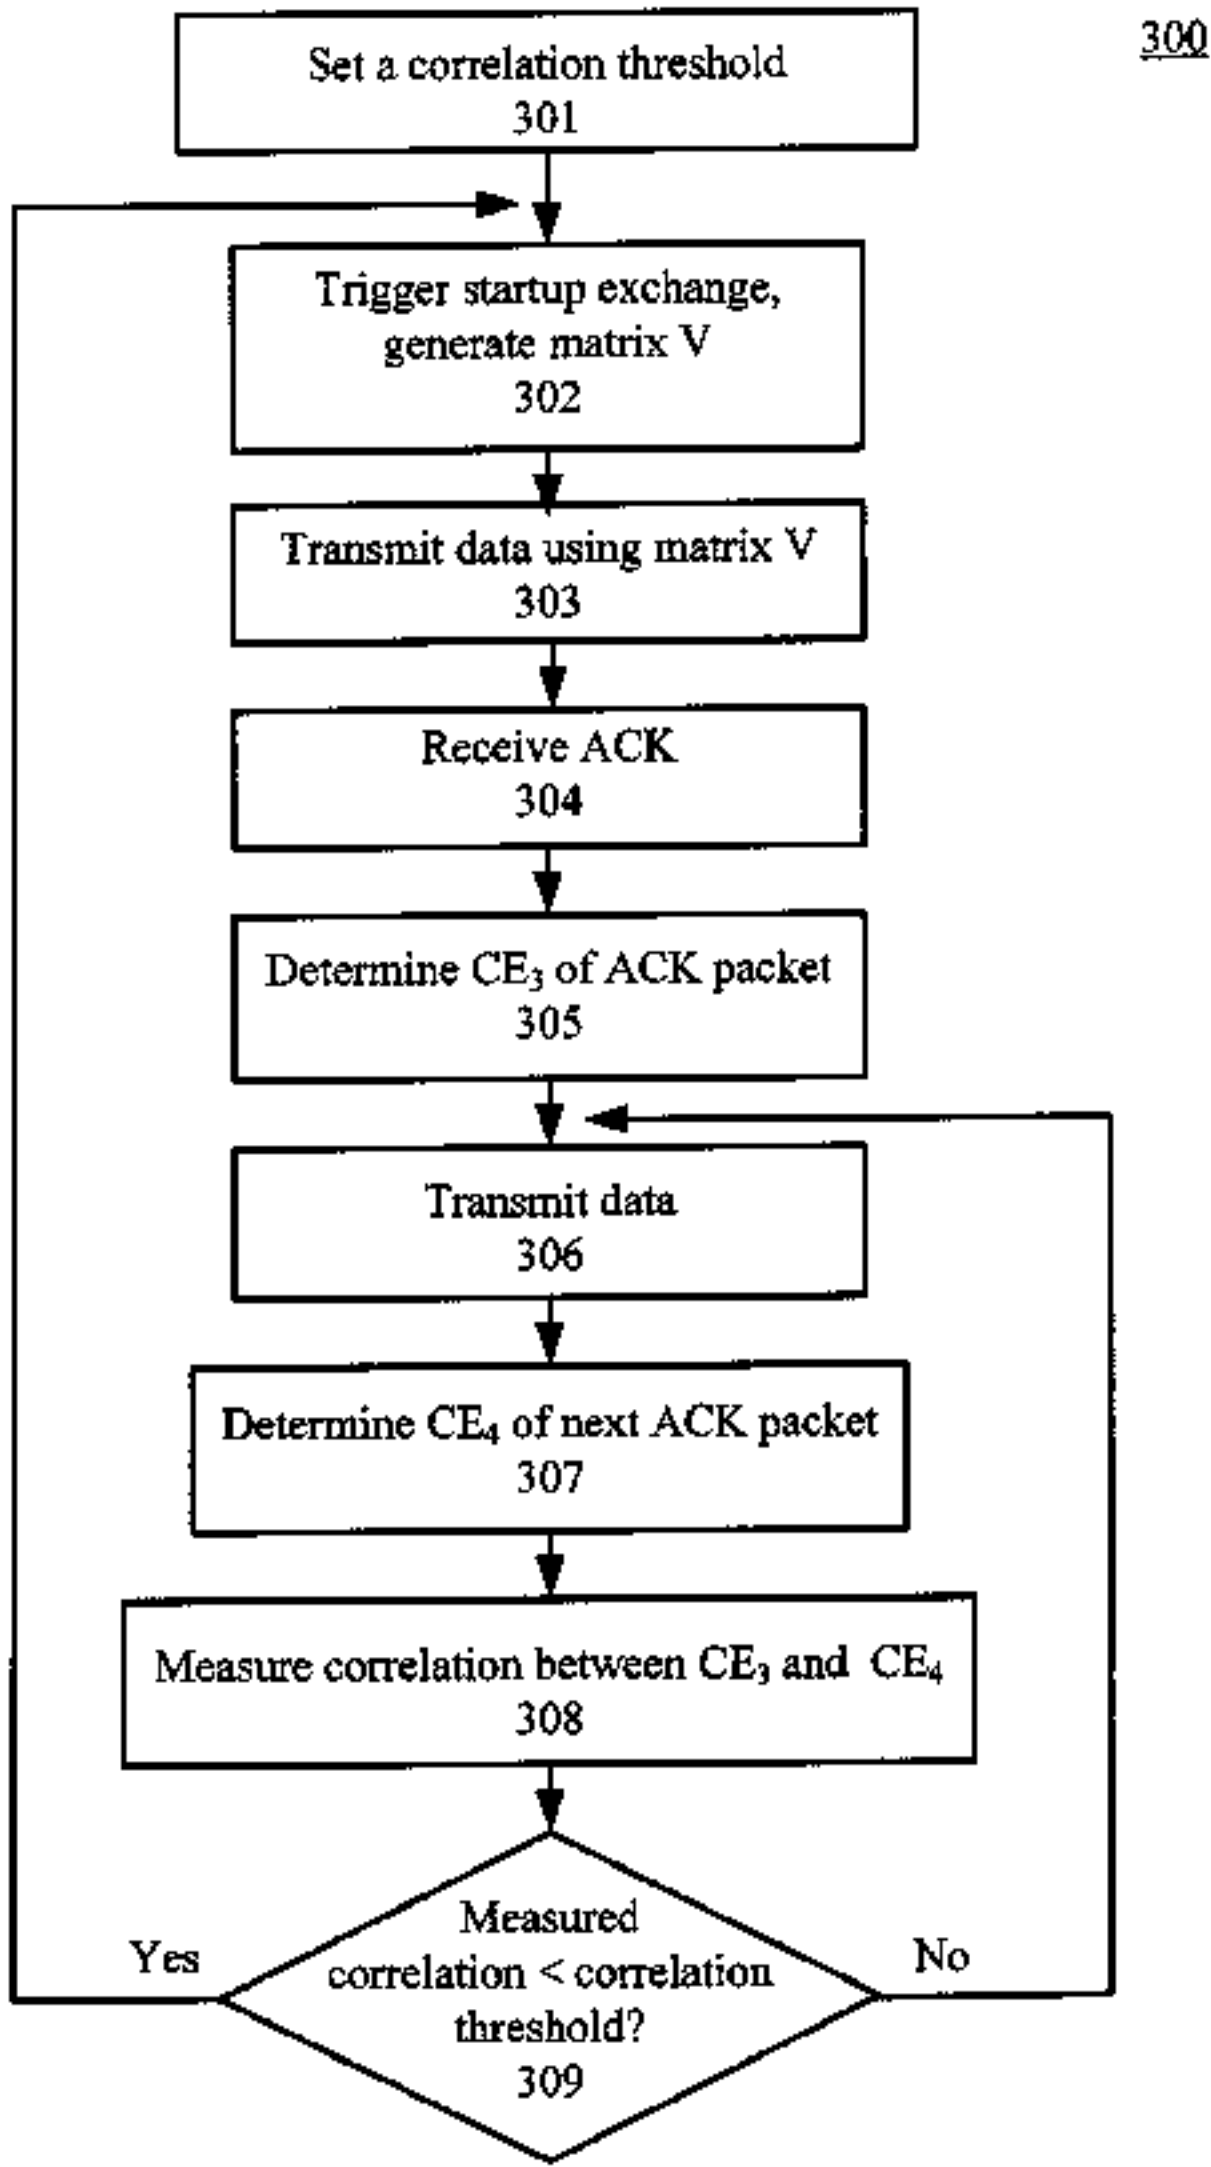 300
Set a correlation threshold
301
Trigger startup exchange,
generate matrix V
302
Transmit data using matrix V
303
Receive ACK
304
Determine CE₃ of ACK packet
305
Transmit data
306
Determine CE₄ of next ACK packet
307
Measure correlation between CE₃ and CE₄
308
Measured
correlation < correlation
threshold?
309
Yes
No